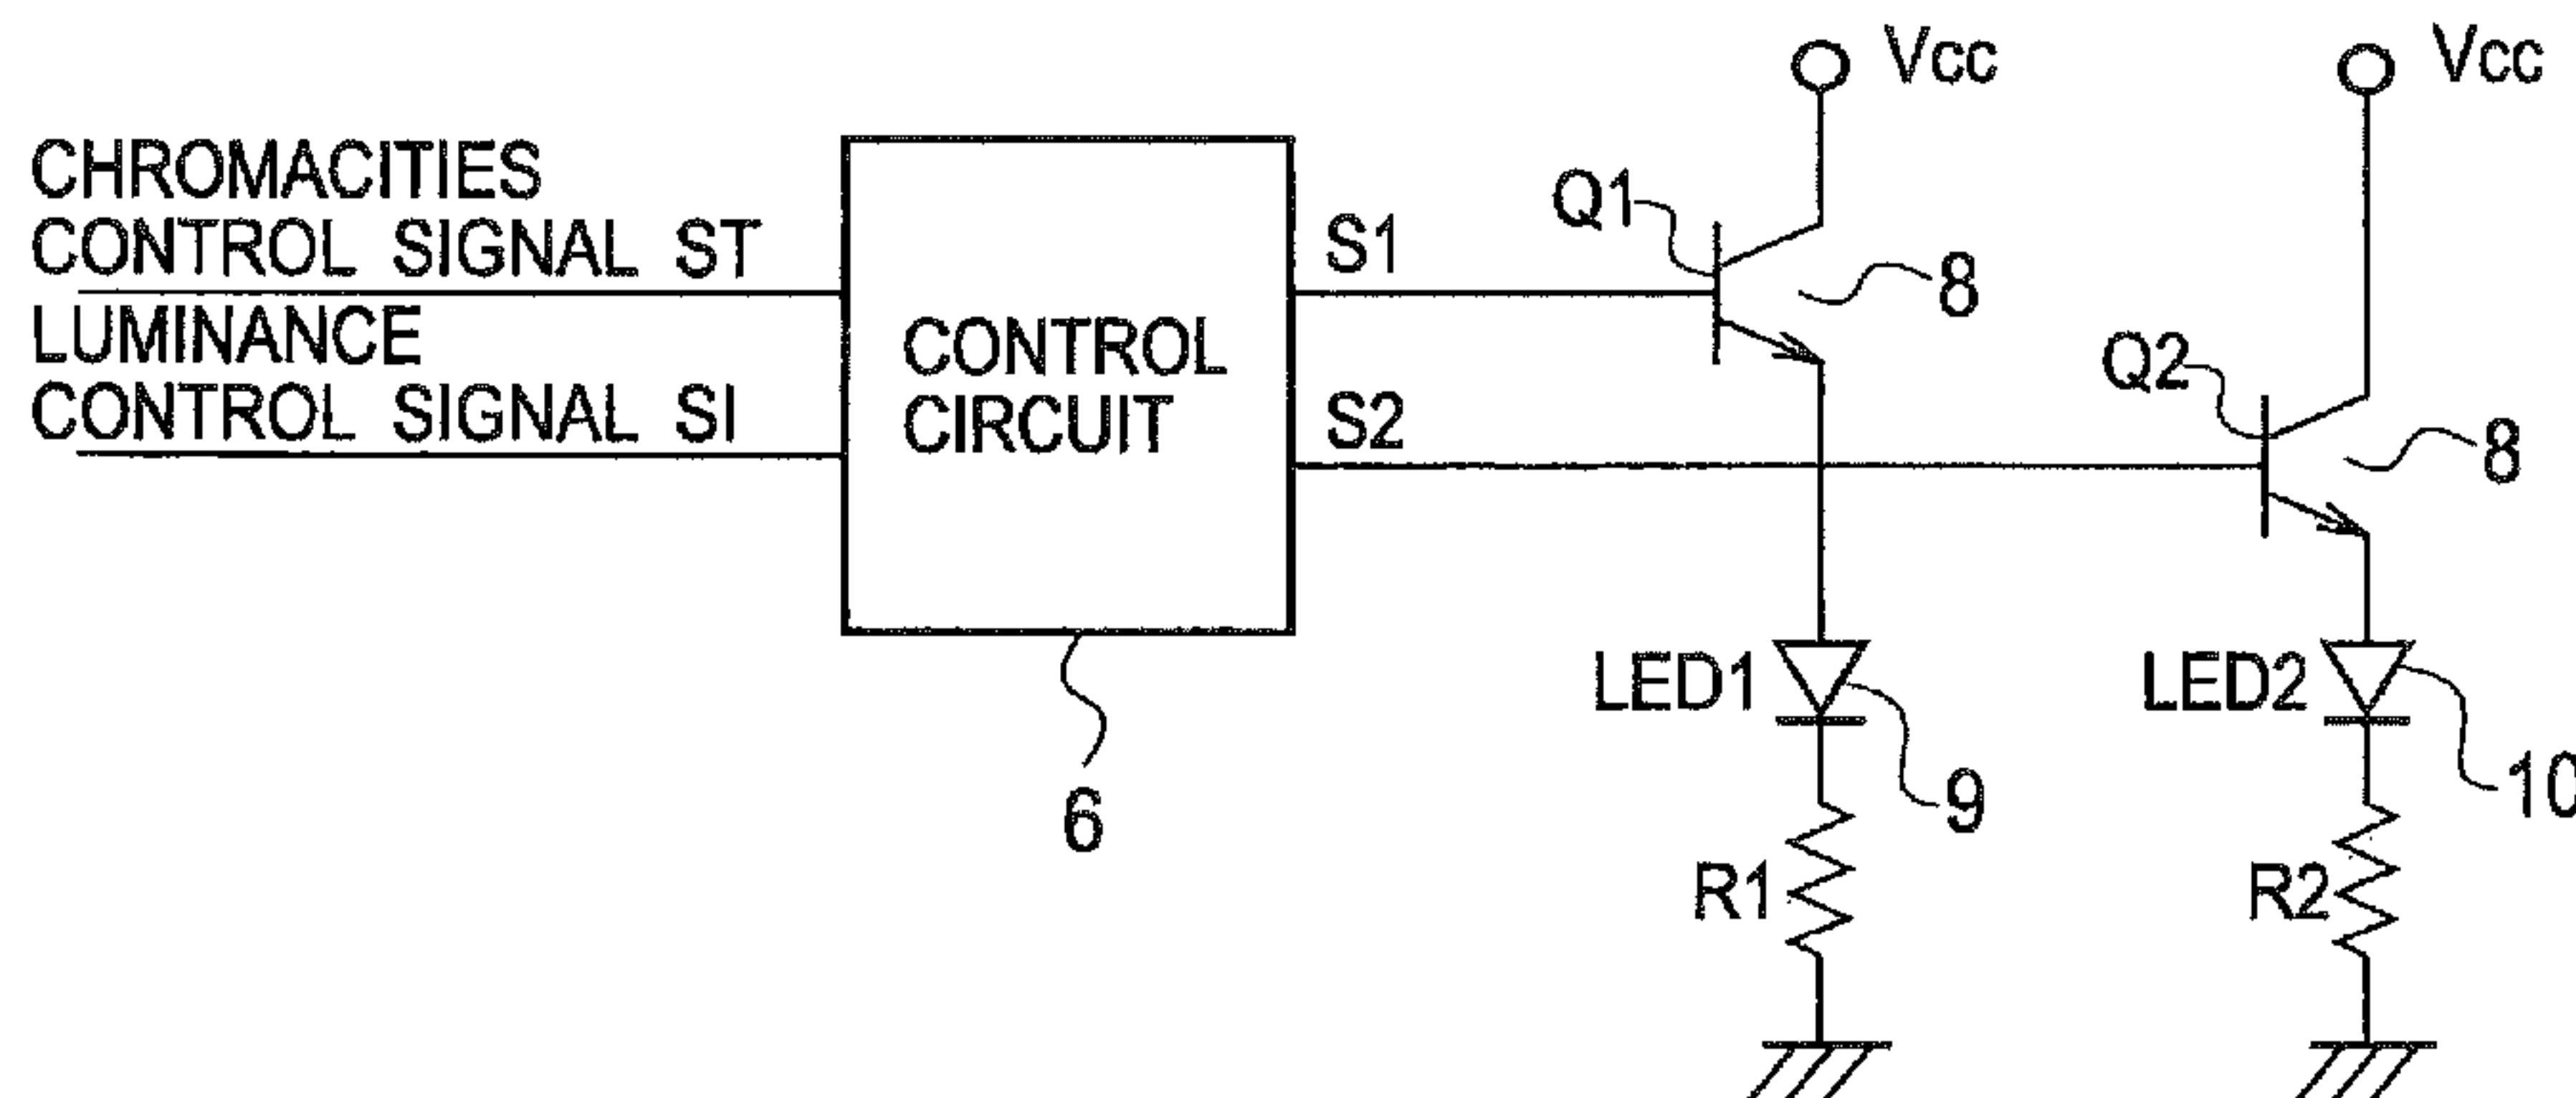 Vcc
Vcc
CHROMACITIES
CONTROL SIGNAL ST
LUMINANCE
CONTROL SIGNAL SI
CONTROL
CIRCUIT
S1
S2
Q1
8
Q2
8
LED1
9
LED2
10
6
R1
R2